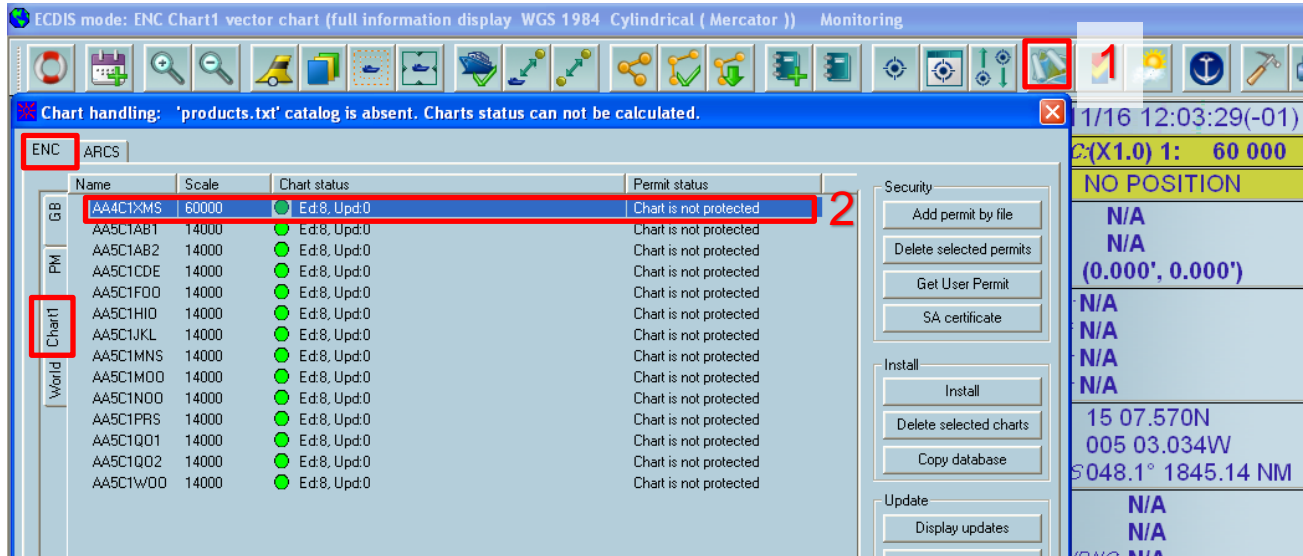 ECDIS mode: ENC Chart1 vector chart (full information display WGS 1984 Cylindrical ( Mercator )) Monitoring
1
Chart handling: 'products.txt' catalog is absent. Charts status can not be calculated.
11/16 12:03:29(-01)
ENC ARCS
C:(X1.0) 1: 60 000
Name Scale Chart status Permit status
Security
NO POSITION
GB
PM
Chart1
World
AA4C1XMS 60000 Ed:8, Upd:0 Chart is not protected
2
AA5C1AB1 14000 Ed:8, Upd:0 Chart is not protected
AA5C1AB2 14000 Ed:8, Upd:0 Chart is not protected
AA5C1CDE 14000 Ed:8, Upd:0 Chart is not protected
AA5C1FOO 14000 Ed:8, Upd:0 Chart is not protected
AA5C1HIO 14000 Ed:8, Upd:0 Chart is not protected
AA5C1JKL 14000 Ed:8, Upd:0 Chart is not protected
AA5C1MNS 14000 Ed:8, Upd:0 Chart is not protected
AA5C1MOO 14000 Ed:8, Upd:0 Chart is not protected
AA5C1NOO 14000 Ed:8, Upd:0 Chart is not protected
AA5C1PRS 14000 Ed:8, Upd:0 Chart is not protected
AA5C1QO1 14000 Ed:8, Upd:0 Chart is not protected
AA5C1QO2 14000 Ed:8, Upd:0 Chart is not protected
AA5C1WOO 14000 Ed:8, Upd:0 Chart is not protected
Add permit by file
Delete selected permits
Get User Permit
SA certificate
Install
Install
Delete selected charts
Copy database
Update
Display updates
N/A
N/A
(0.000', 0.000')
N/A
N/A
N/A
N/A
15 07.570N
005 03.034W
048.1° 1845.14 NM
N/A
N/A
N/A